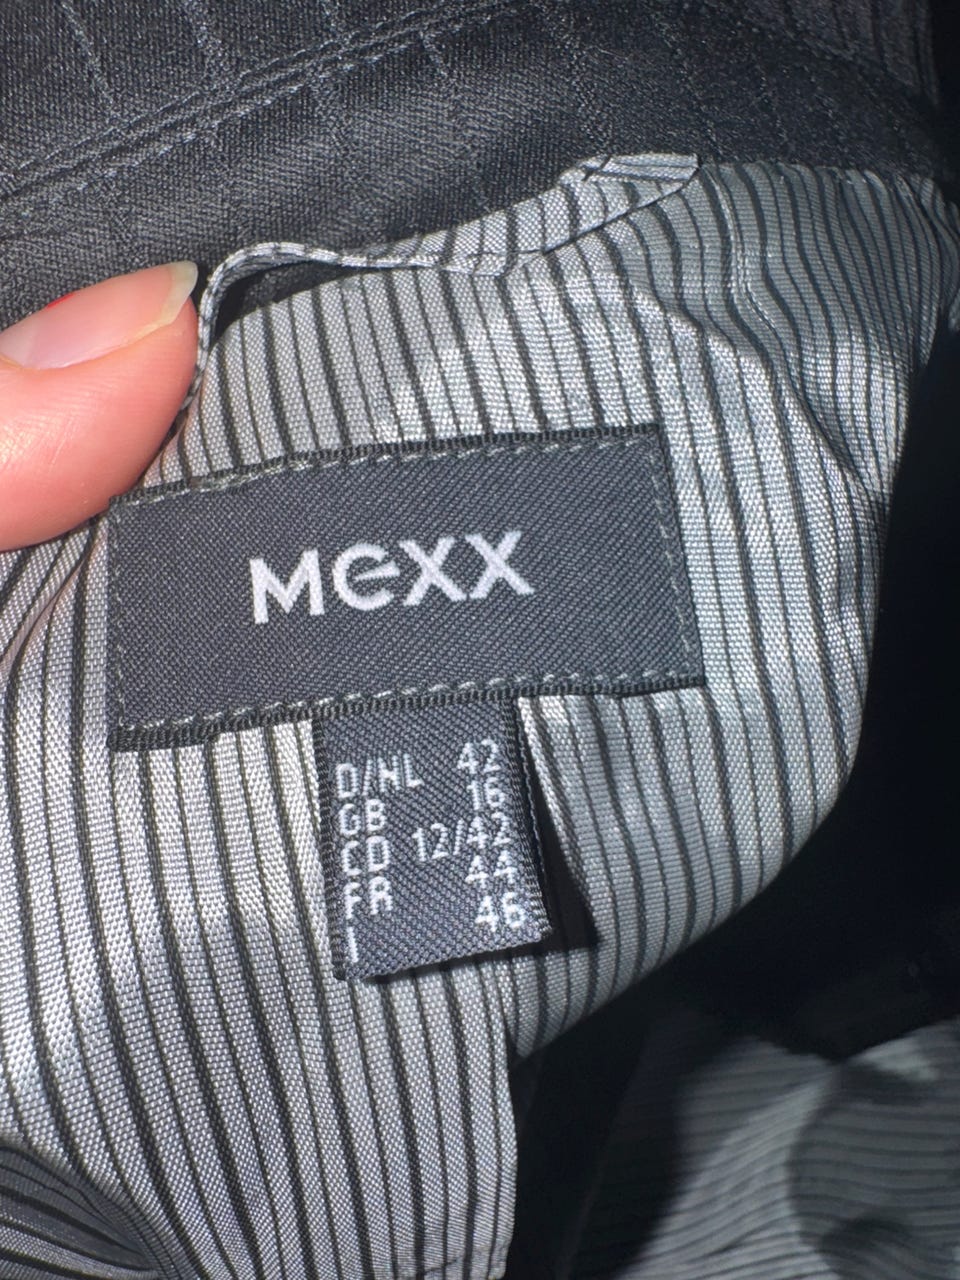 Mexx
D/NL 42
GB 16
CD 12/42
FR 44
I 46